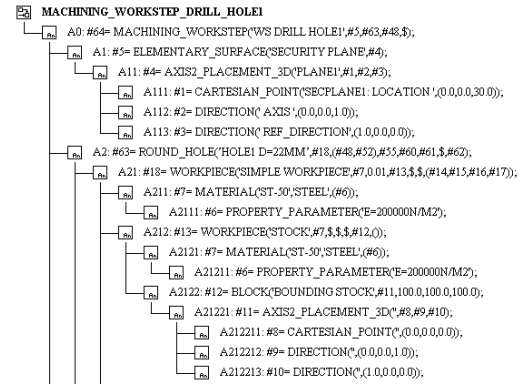 MACHINING_WORKSTEP_DRILL_HOLE1
A0: #64= MACHINING_WORKSTEP('WS DRILL HOLE1',#5,#63,#48,$);
A1: #5= ELEMENTARY_SURFACE('SECURITY PLANE',#4);
A11: #4= AXIS2_PLACEMENT_3D('PLANE1',#1,#2,#3);
A111: #1= CARTESIAN_POINT('SECPLANE1: LOCATION ',(0.0,0.0,30.0));
A112: #2= DIRECTION(' AXIS ',(0.0,0.0,1.0));
A113: #3= DIRECTION(' REF_DIRECTION',(1.0,0.0,0.0));
A2: #63= ROUND_HOLE('HOLE1 D=22MM',#18,(#48,#52),#55,#60,#61,$,#62);
A21: #18= WORKPIECE('SIMPLE WORKPIECE',#7,0.01,#13,$,$,(#14,#15,#16,#17));
A211: #7= MATERIAL('ST-50','STEEL',(#6));
A2111: #6= PROPERTY_PARAMETER('E=200000N/M2');
A212: #13= WORKPIECE('STOCK',#7,$,$,$,#12,());
A2121: #7= MATERIAL('ST-50','STEEL',(#6));
A21211: #6= PROPERTY_PARAMETER('E=200000N/M2');
A2122: #12= BLOCK('BOUNDING STOCK',#11,100.0,100.0,100.0);
A21221: #11= AXIS2_PLACEMENT_3D('',#8,#9,#10);
A212211: #8= CARTESIAN_POINT('',(0.0,0.0,0.0));
A212212: #9= DIRECTION('',(0.0,0.0,1.0));
A212213: #10= DIRECTION('',(1.0,0.0,0.0));